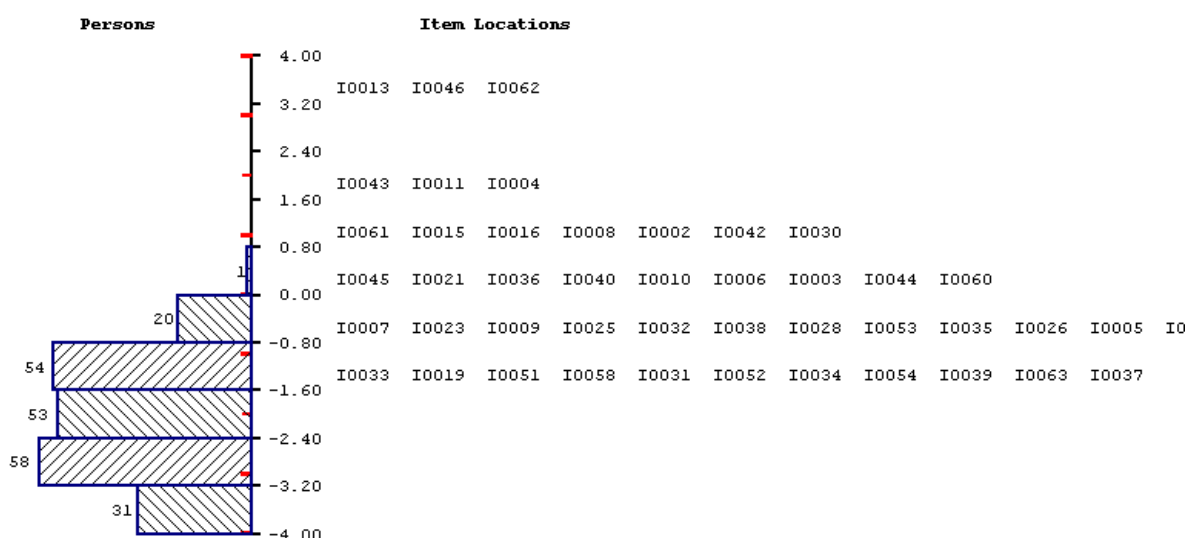 Persons Item Locations
4.00
I0013 I0046 I0062
3.20
2.40
I0043 I0011 I0004
1.60
I0061 I0015 I0016 I0008 I0002 I0042 I0030
0.80
1 I0045 I0021 I0036 I0040 I0010 I0006 I0003 I0044 I0060
0.00
20 I0007 I0023 I0009 I0025 I0032 I0038 I0028 I0053 I0035 I0026 I0005
-0.80
54 I0033 I0019 I0051 I0058 I0031 I0052 I0034 I0054 I0039 I0063 I0037
-1.60
53
-2.40
58
-3.20
31
-4.00